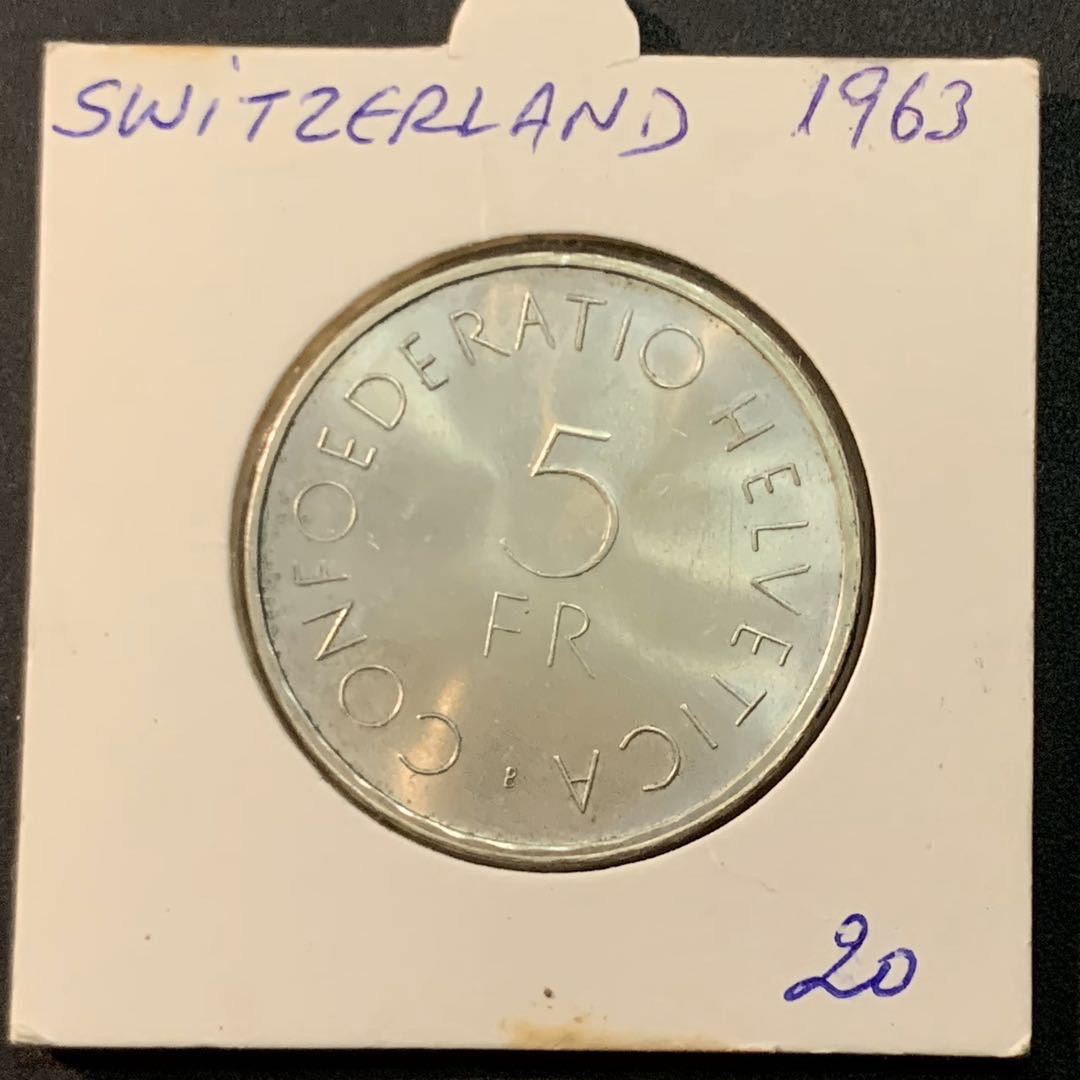 SWiTZERLAND 1963
CONFOEDERATIO HELVETICA
5
FR
B
20